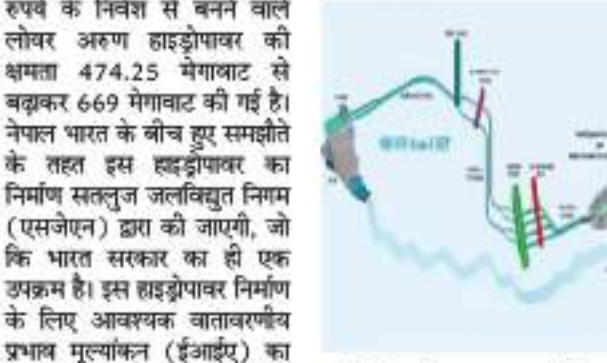 रुपये के निवेश से बनने वाले
लोवर अरुण हाइड्रोपावर की
क्षमता 474.25 मेगावाट से
बढ़ाकर 669 मेगावाट की गई है।
नेपाल भारत के बीच हुए समझौते
के तहत इस हाइड्रोपावर का
निर्माण सतलुज जलविद्युत निगम
(एसजेएन) द्वारा की जाएगी, जो
कि भारत सरकार का ही एक
उपक्रम है। इस हाइड्रोपावर निर्माण
के लिए आवश्यक वातावरणीय
प्रभाव मूल्यांकन (ईआईए) का